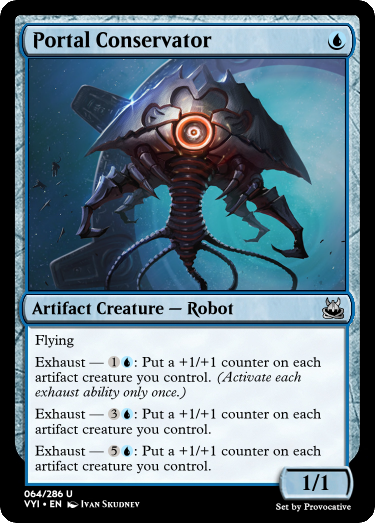 Portal Conservator
Artifact Creature — Robot
Flying
Exhaust — 1: Put a +1/+1 counter on each
artifact creature you control. (Activate each
exhaust ability only once.)
Exhaust — 3: Put a +1/+1 counter on each
artifact creature you control.
Exhaust — 5: Put a +1/+1 counter on each
artifact creature you control.
1/1
064/286 U
VYI • EN Ivan Skudnev
Set by Provocative